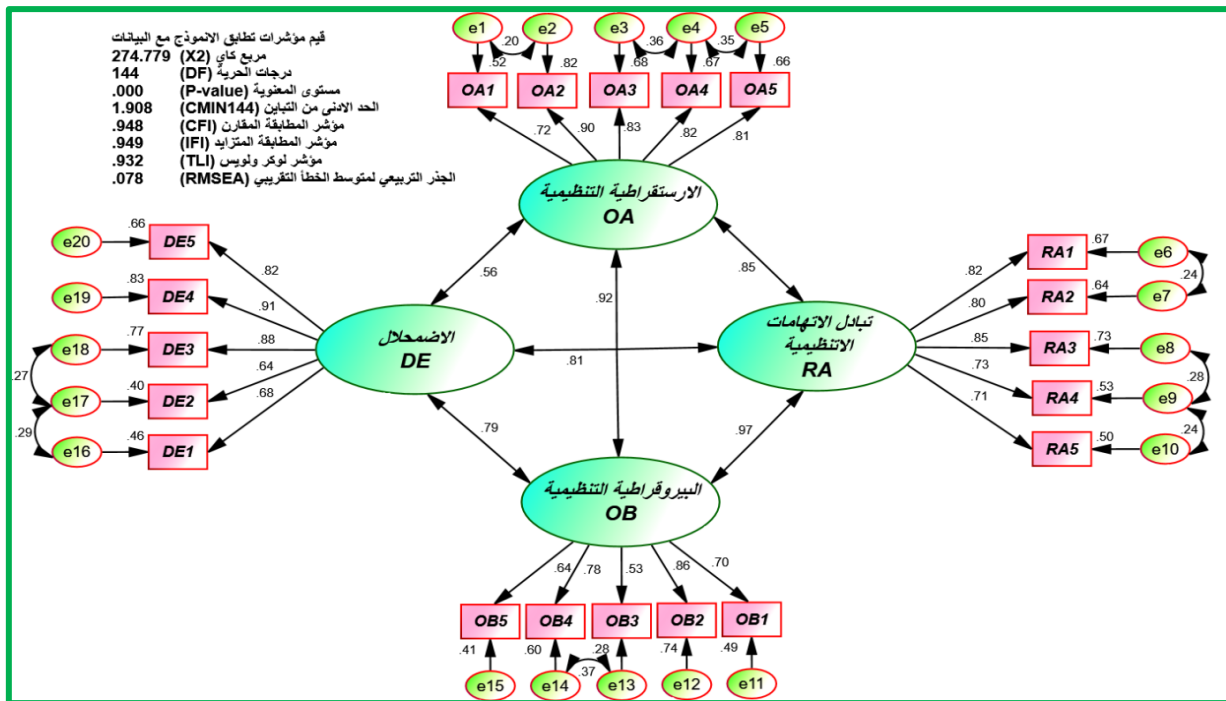 قيم مؤشرات تطابق الانموذج مع البيانات
مربع كاي (X2) 274.779
درجات الحرية (DF) 144
مستوى المعنوية (P-value) .000
الحد الادنى من التباين (CMIN144) 1.908
مؤشر المطابقة المقارن (CFI) .948
مؤشر المطابقة المتزايد (IFI) .949
مؤشر لوكر ولويس (TLI) .932
الجذر التربيعي لمتوسط الخطأ التقريبي (RMSEA) .078
e1 e2 e3 e4 e5
.20 .36 .35
.52 .82 .68 .67 .66
OA1 OA2 OA3 OA4 OA5
.72 .90 .83 .82 .81
الارستقراطية التنظيمية
OA
.56
.85
.92
.81
.79
.97
e20 .66 DE5 .82
e19 .83 DE4 .91
e18 .77 DE3 .88
.27
e17 .40 DE2 .64
.29
e16 .46 DE1 .68
الاضمحلال
DE
تبادل الاتهامات
الاتنظيمية
RA
.82 RA1 .67 e6
.24
.80 RA2 .64 e7
.85 RA3 .73 e8
.28
.73 RA4 .53 e9
.24
.71 RA5 .50 e10
البيروقراطية التنظيمية
OB
.64 .78 .53 .86 .70
OB5 OB4 OB3 OB2 OB1
.41 .60 .28 .74 .49
.37
e15 e14 e13 e12 e11